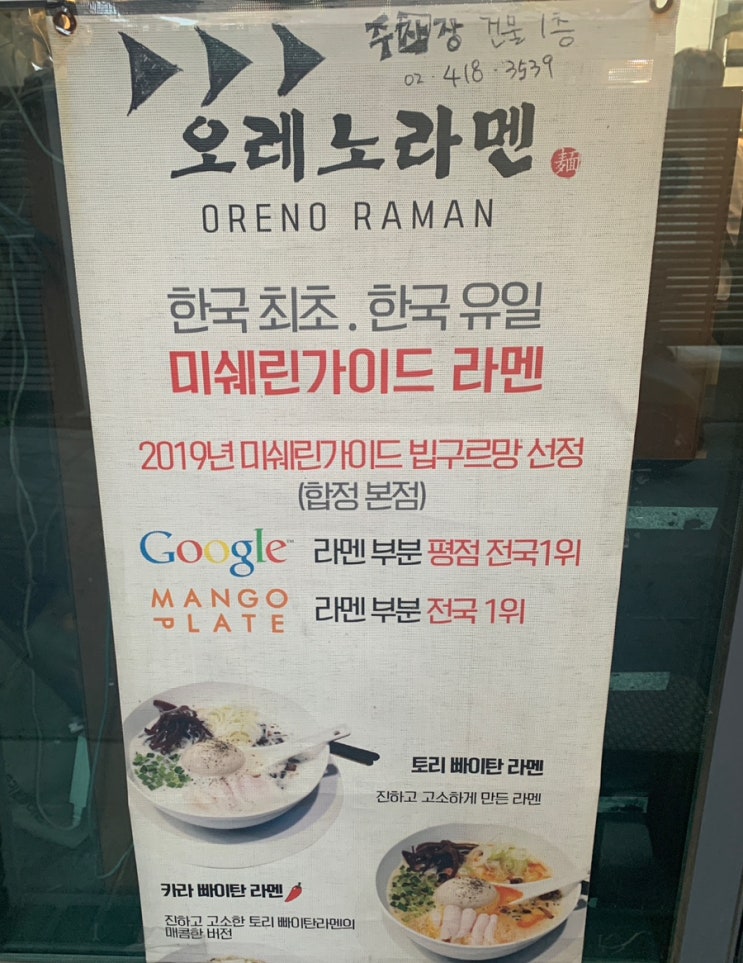 주차장 건물 1층
02·418·3539
오레노라멘
麺
ORENO RAMAN
한국 최초 . 한국 유일
미쉐린가이드 라멘
2019년 미쉐린가이드 빕구르망 선정
(합정 본점)
Google™ 라멘 부분 평점 전국1위
MANGO PLATE 라멘 부분 전국 1위
토리 빠이탄 라멘
진하고 고소하게 만든 라멘
카라 빠이탄 라멘
진하고 고소한 토리 빠이탄라멘의
매콤한 버전